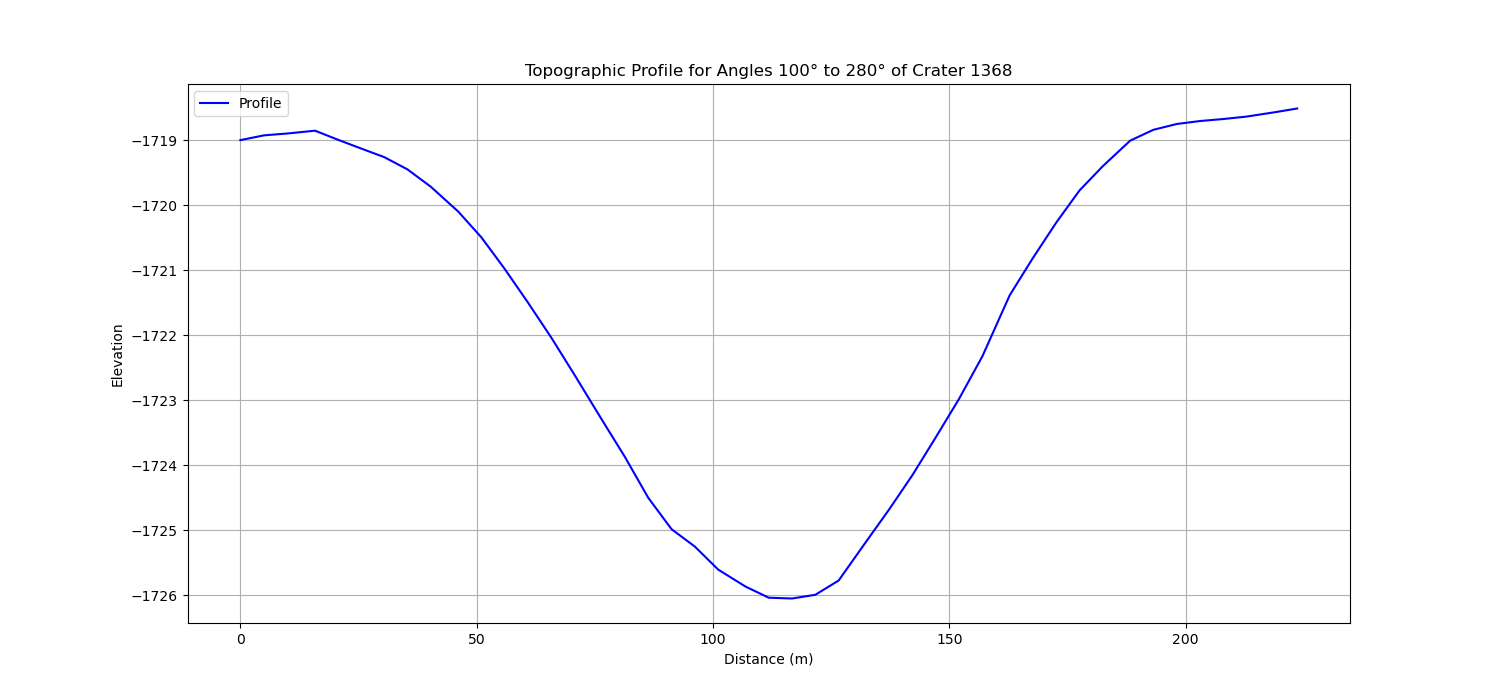 Topographic Profile for Angles 100° to 280° of Crater 1368
Profile
−1719
−1720
−1721
−1722
−1723
−1724
−1725
−1726
Elevation
0 50 100 150 200
Distance (m)